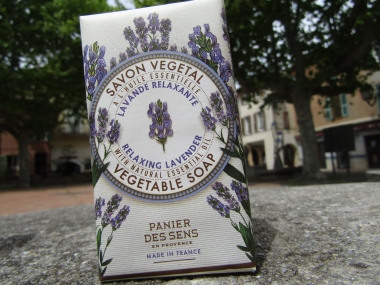 SAVON VEGETAL
A L'HUILE ESSENTIELLE
LAVANDE RELAXANTE
RELAXING LAVENDER
WITH NATURAL ESSENTIAL OIL
VEGETABLE SOAP
PANIER
DES SENS
EN PROVENCE
MADE IN FRANCE